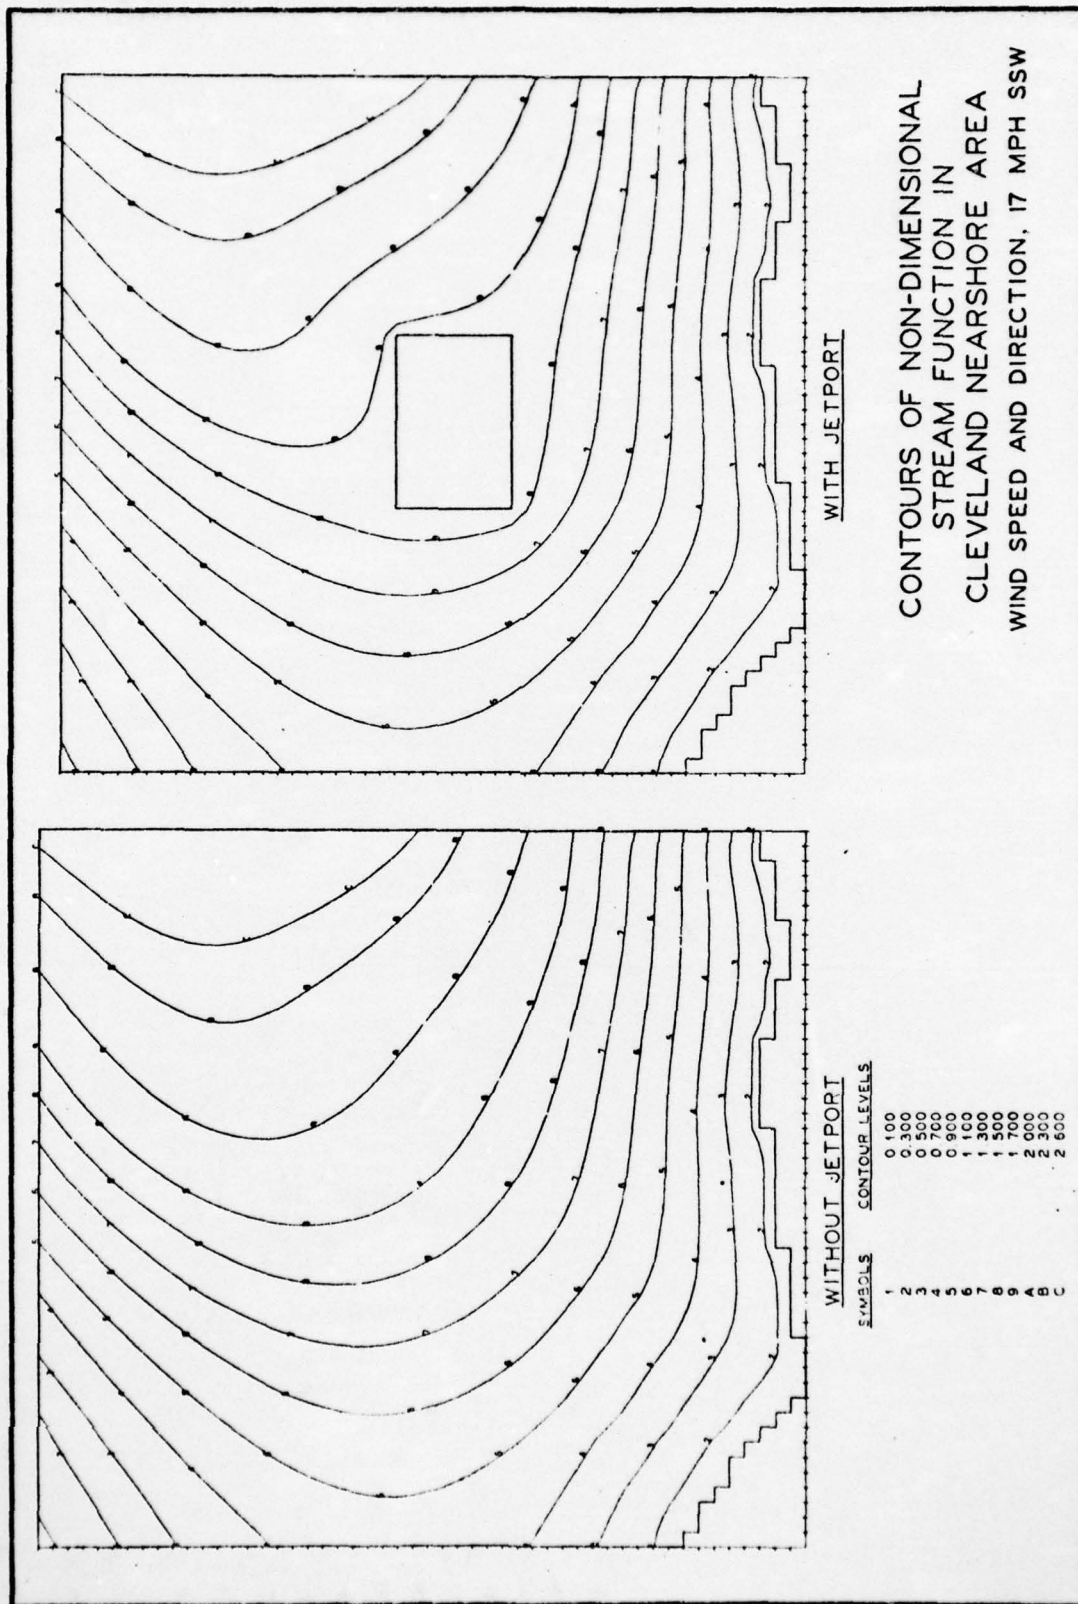 WITHOUT JETPORT
SYMBOLS CONTOUR LEVELS
1 0.100
2 0.300
3 0.500
4 0.700
5 0.900
6 1.100
7 1.300
8 1.500
9 1.700
A 2.000
B 2.300
C 2.600
WITH JETPORT
CONTOURS OF NON-DIMENSIONAL
STREAM FUNCTION IN
CLEVELAND NEARSHORE AREA
WIND SPEED AND DIRECTION, 17 MPH SSW